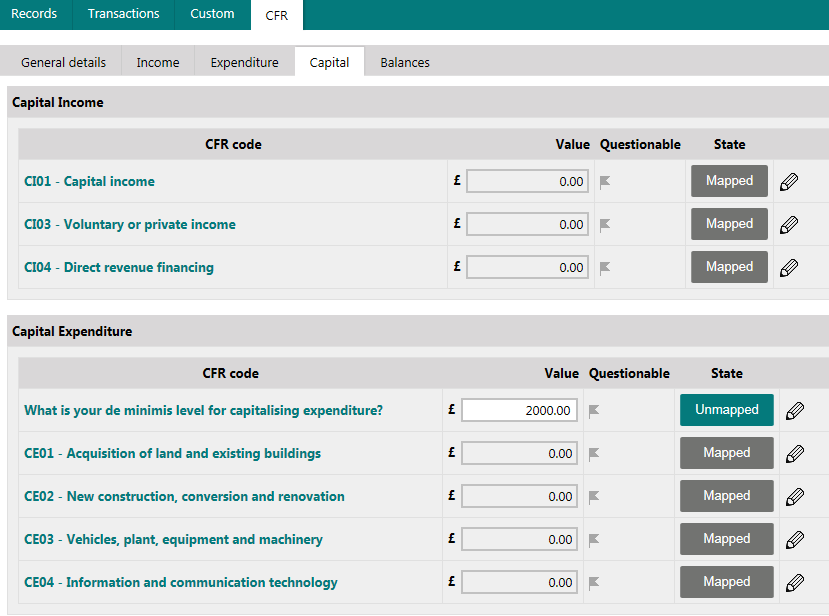 Records Transactions Custom CFR
General details Income Expenditure Capital Balances
Capital Income
CFR code Value Questionable State
CI01 - Capital income £ 0.00 Mapped
CI03 - Voluntary or private income £ 0.00 Mapped
CI04 - Direct revenue financing £ 0.00 Mapped
Capital Expenditure
CFR code Value Questionable State
What is your de minimis level for capitalising expenditure? £ 2000.00 Unmapped
CE01 - Acquisition of land and existing buildings £ 0.00 Mapped
CE02 - New construction, conversion and renovation £ 0.00 Mapped
CE03 - Vehicles, plant, equipment and machinery £ 0.00 Mapped
CE04 - Information and communication technology £ 0.00 Mapped